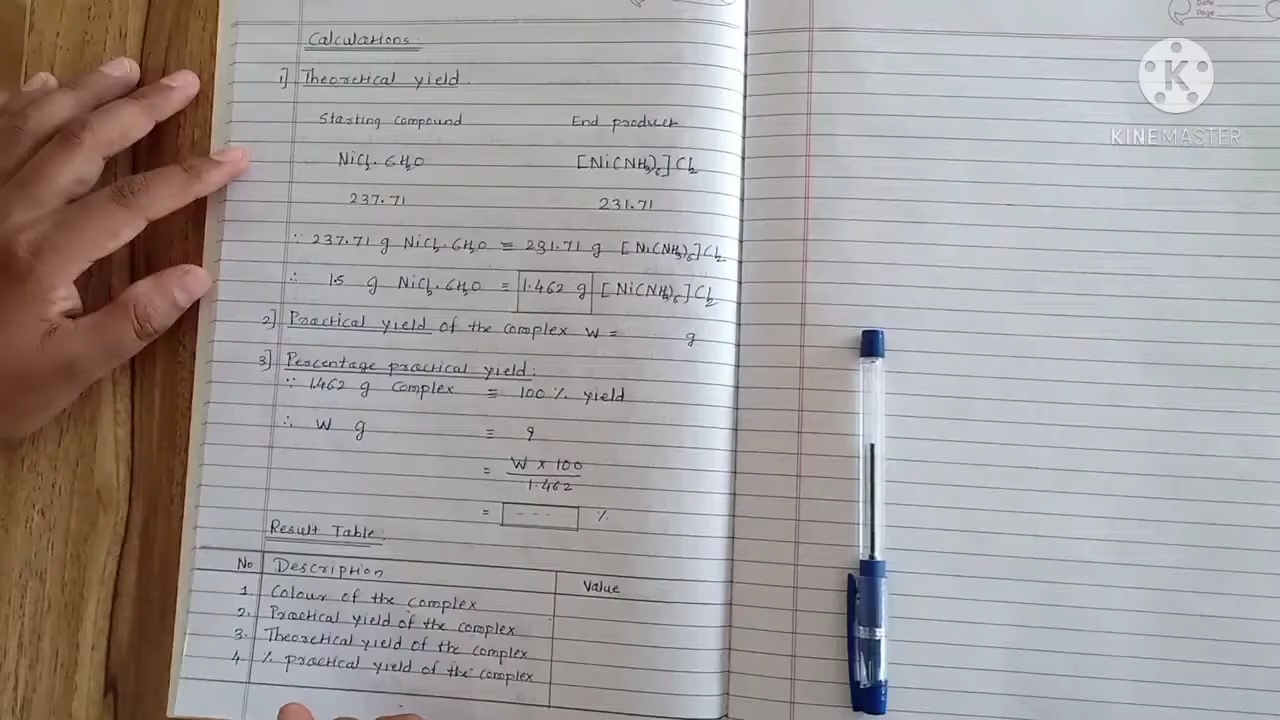 Calculations:
1] Theoretical yield.
Starting compound End product
NiCl₂·6H₂O [Ni(NH₃)₆]Cl₂
237.71 231.71
∵ 237.71 g NiCl₂·6H₂O ≡ 231.71 g [Ni(NH₃)₆]Cl₂
∴ 1.5 g NiCl₂·6H₂O = 1.462 g [Ni(NH₃)₆]Cl₂
2] Practical yield of the complex W = g
3] Percentage practical yield:
∵ 1.462 g complex ≡ 100 % yield
∴ W g ≡ ?
= W × 100
1.462
= - - - %
Result Table:
No Description Value
1. Colour of the complex
2. Practical yield of the complex
3. Theoretical yield of the complex
4. % practical yield of the complex
Date
Page
K
KINEMASTER